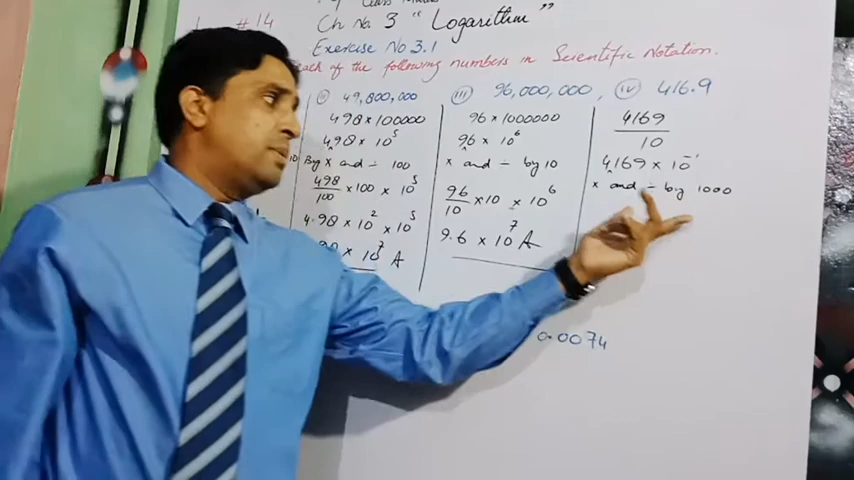 # 14
Ch No. 3 "Logarithm"
Exercise No 3.1
each of the following numbers in Scientific Notation.
(ii) 49,800,000
498 × 100000
4.98 × 10⁵
By × and ÷ 100
498/100 × 100 × 10⁵
4.98 × 10² × 10⁵
× 10⁷ A
(iii) 96,000,000,
96 × 1000000
96 × 10⁶
× and ÷ by 10
96/10 × 10 × 10⁶
9.6 × 10⁷ A
(iv) 416.9
4169
10
4169 × 10⁻¹
× and ÷ by 1000
0.0074